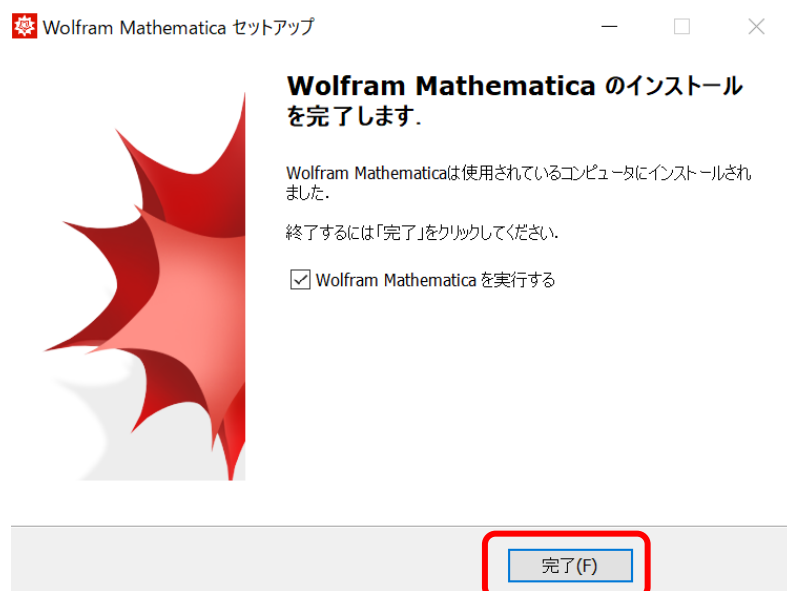 Wolfram Mathematica セットアップ
Wolfram Mathematica のインストール
を完了します.
Wolfram Mathematicaは使用されているコンピュータにインストールされ
ました.
終了するには「完了」をクリックしてください.
Wolfram Mathematica を実行する
完了(F)